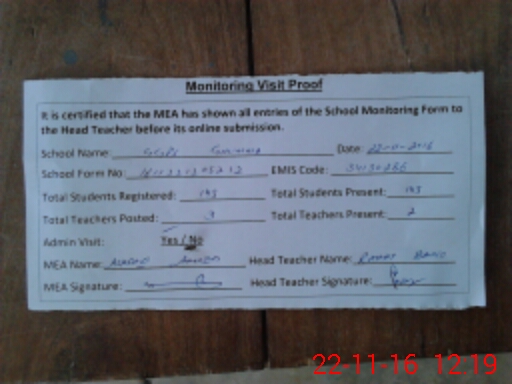 Monitoring Visit Proof
It is certified that the MEA has shown all entries of the School Monitoring Form to
the Head Teacher before its online submission.
School Name: Date: 22-11-2016
School Form No: EMIS Code:
Total Students Registered: 193 Total Students Present: 193
Total Teachers Posted: 3 Total Teachers Present: 2
Admin Visit: Yes / No
MEA Name: Head Teacher Name: Bano
MEA Signature: Head Teacher Signature:
22-11-16 12:19